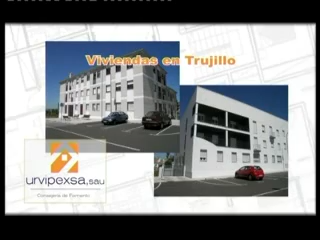 Viviendas en Trujillo
urvipexsa,sau
Consejería de Fomento